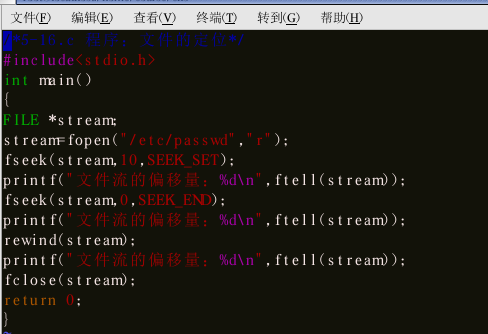 文件(F) 编辑(E) 查看(V) 终端(T) 转到(G) 帮助(H)
程序：文件的定位*/
#include<stdio.h>
int main()
{
FILE *stream;
stream=fopen("/etc/passwd","r");
fseek(stream,10,SEEK_SET);
printf("文件流的偏移量：%d\n",ftell(stream));
fseek(stream,0,SEEK_END);
printf("文件流的偏移量：%d\n",ftell(stream));
rewind(stream);
printf("文件流的偏移量：%d\n",ftell(stream));
fclose(stream);
return 0;
}
~